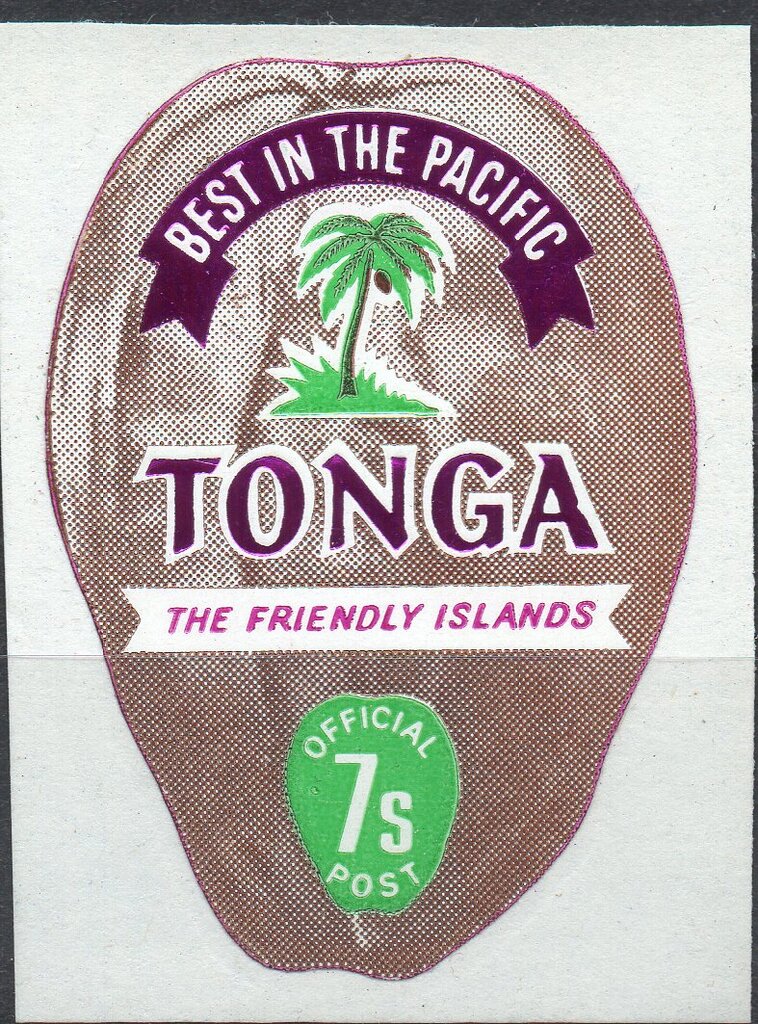 BEST IN THE PACIFIC
TONGA
THE FRIENDLY ISLANDS
OFFICIAL
7s
POST